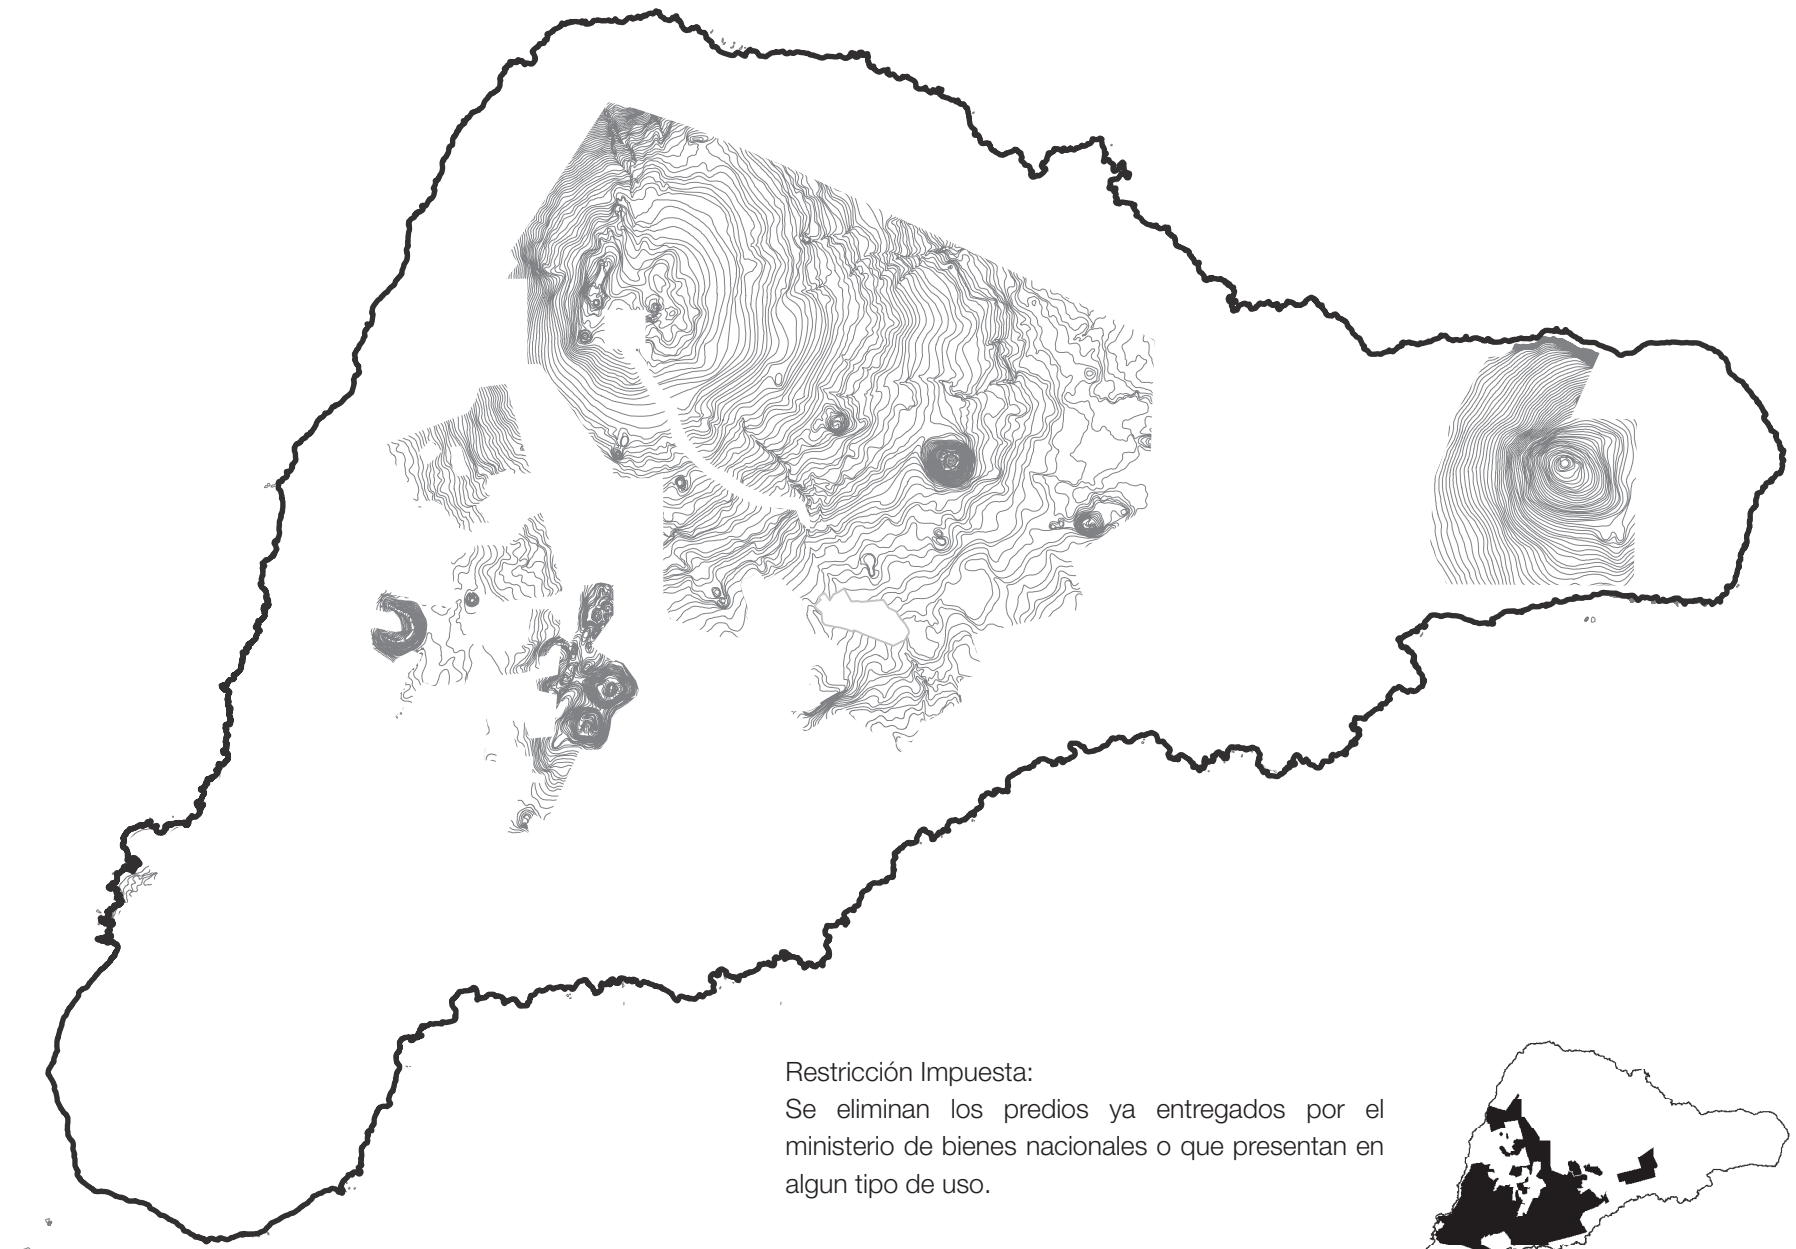 Restricción Impuesta:
Se eliminan los predios ya entregados por el
ministerio de bienes nacionales o que presentan en
algun tipo de uso.